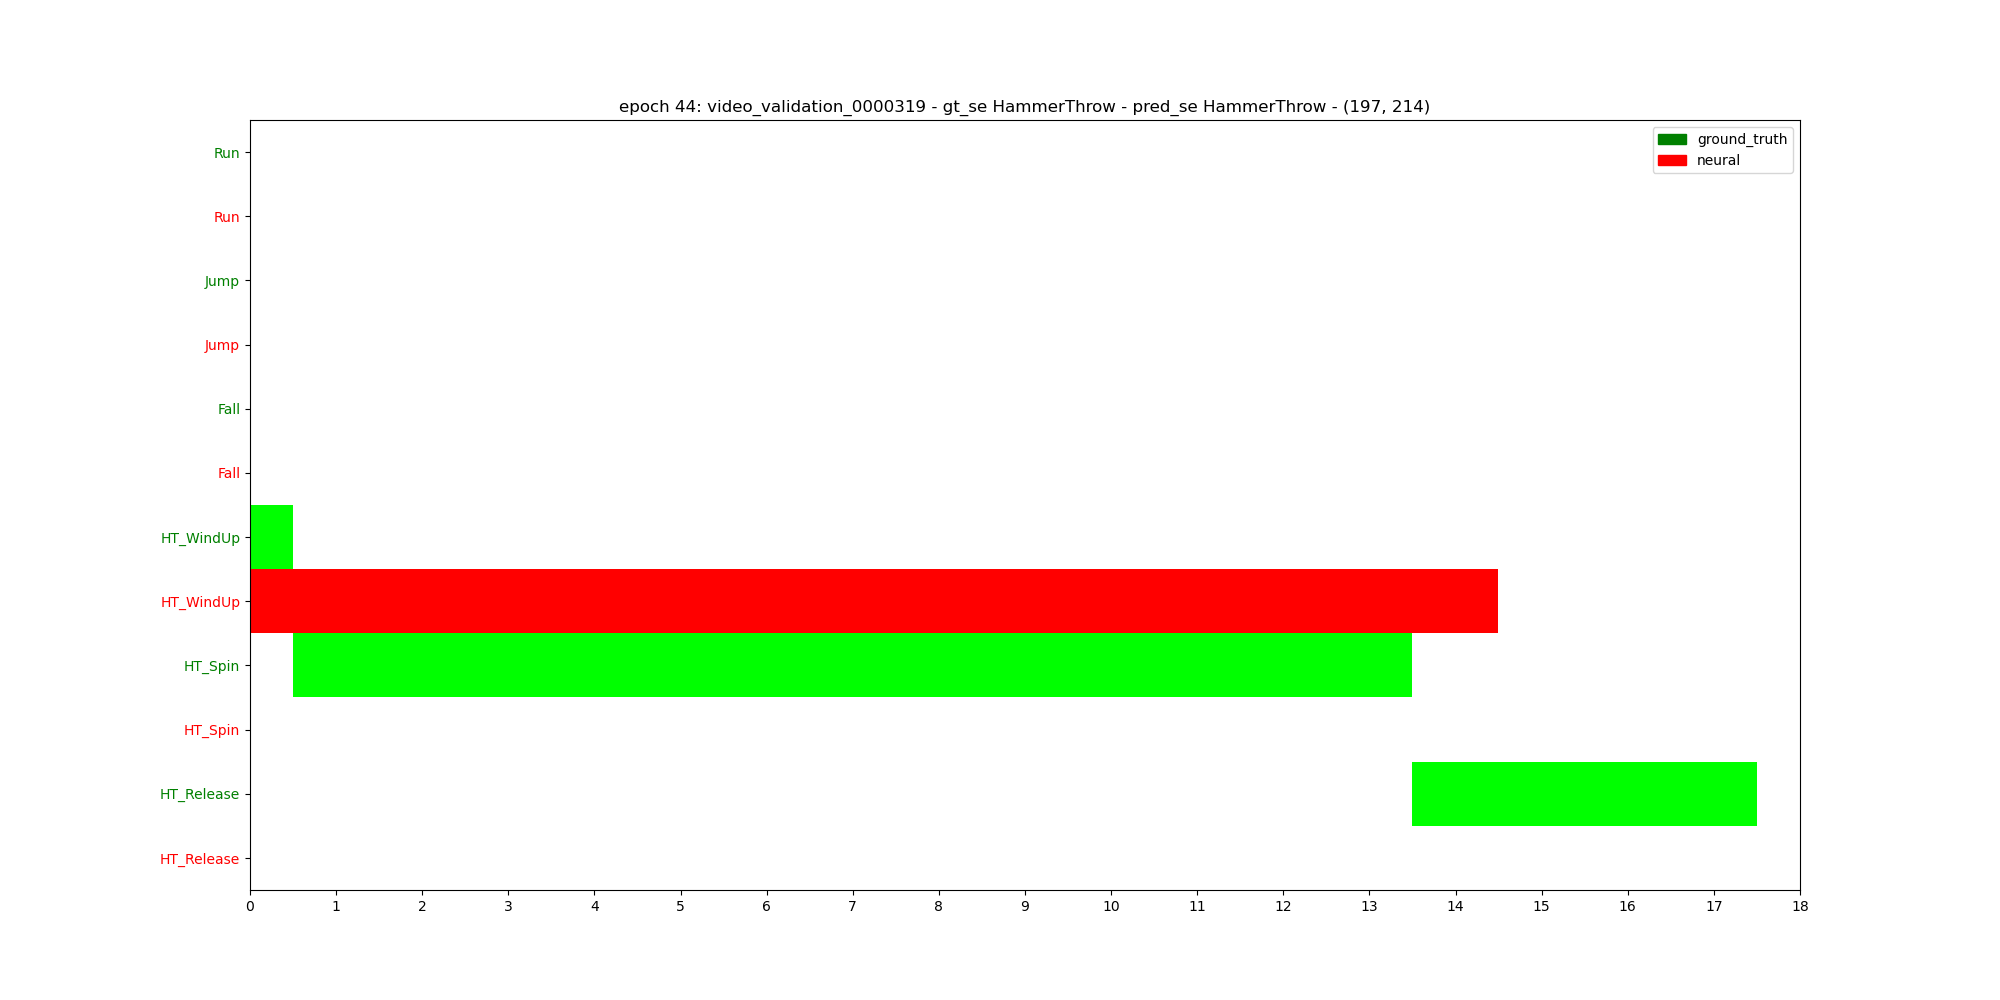 epoch 44: video_validation_0000319 - gt_se HammerThrow - pred_se HammerThrow - (197, 214)
ground_truth
neural
Run
Run
Jump
Jump
Fall
Fall
HT_WindUp
HT_WindUp
HT_Spin
HT_Spin
HT_Release
HT_Release
0 1 2 3 4 5 6 7 8 9 10 11 12 13 14 15 16 17 18